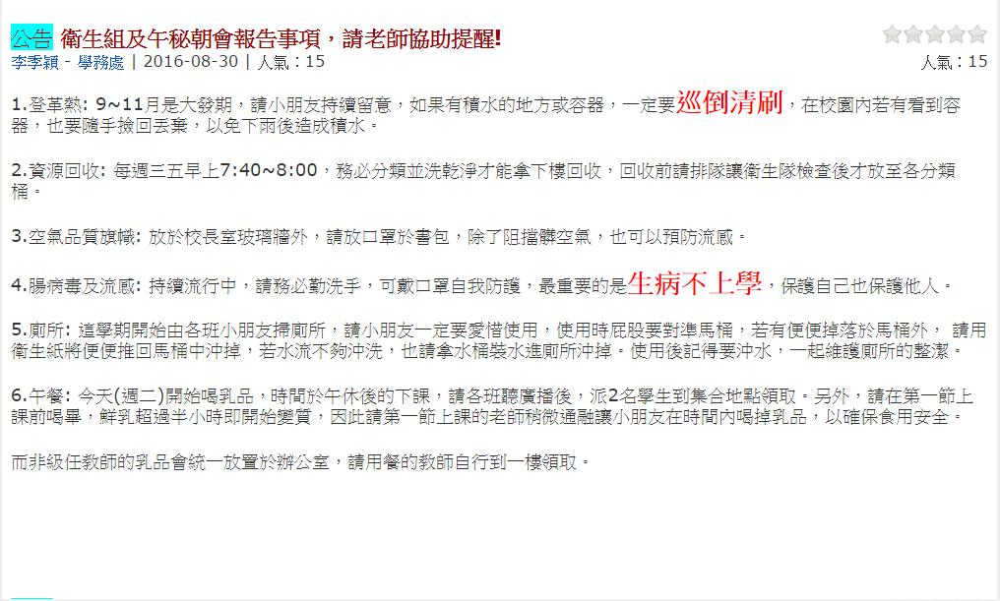 公告 衛生組及午秘朝會報告事項，請老師協助提醒!
李季穎 - 學務處 | 2016-08-30 | 人氣：15 人氣：15
1.登革熱: 9~11月是大發期，請小朋友持續留意，如果有積水的地方或容器，一定要巡倒清刷，在校園內若有看到容
器，也要隨手撿回丟棄，以免下雨後造成積水。
2.資源回收: 每週三五早上7:40~8:00，務必分類並洗乾淨才能拿下樓回收，回收前請排隊讓衛生隊檢查後才放至各分類
桶。
3.空氣品質旗幟: 放於校長室玻璃牆外，請放口罩於書包，除了阻擋髒空氣，也可以預防流感。
4.腸病毒及流感: 持續流行中，請務必勤洗手，可戴口罩自我防護，最重要的是生病不上學，保護自己也保護他人。
5.廁所: 這學期開始由各班小朋友掃廁所，請小朋友一定要愛惜使用，使用時屁股要對準馬桶，若有便便掉落於馬桶外， 請用
衛生紙將便便推回馬桶中沖掉，若水流不夠沖洗，也請拿水桶裝水進廁所沖掉。使用後記得要沖水，一起維護廁所的整潔。
6.午餐: 今天(週二)開始喝乳品，時間於午休後的下課，請各班聽廣播後，派2名學生到集合地點領取。另外，請在第一節上
課前喝畢，鮮乳超過半小時即開始變質，因此請第一節上課的老師稍微通融讓小朋友在時間內喝掉乳品，以確保食用安全。
而非級任教師的乳品會統一放置於辦公室，請用餐的教師自行到一樓領取。